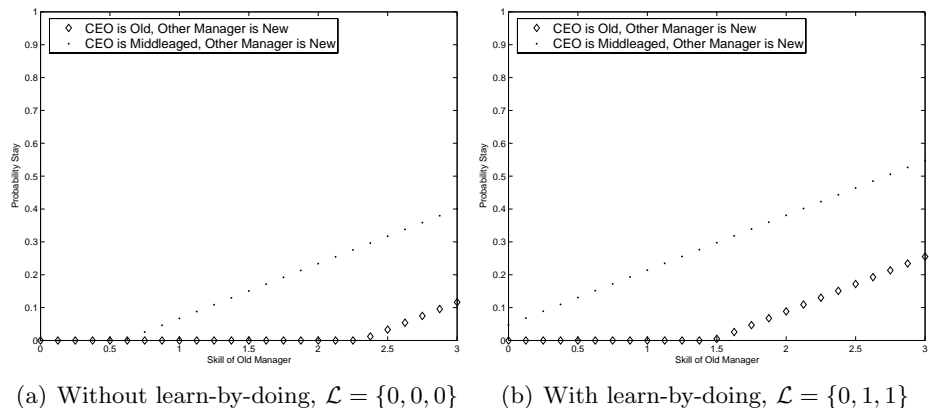 1
0.9
0.8
0.7
0.6
0.5
0.4
0.3
0.2
0.1
0
Probability Stay
CEO is Old, Other Manager is New
CEO is Middleaged, Other Manager is New
0 0.5 1 1.5 2 2.5 3
Skill of Old Manager
(a) Without learn-by-doing, ℒ = {0, 0, 0}
1
0.9
0.8
0.7
0.6
0.5
0.4
0.3
0.2
0.1
0
Probability Stay
CEO is Old, Other Manager is New
CEO is Middleaged, Other Manager is New
0 0.5 1 1.5 2 2.5 3
Skill of Old Manager
(b) With learn-by-doing, ℒ = {0, 1, 1}